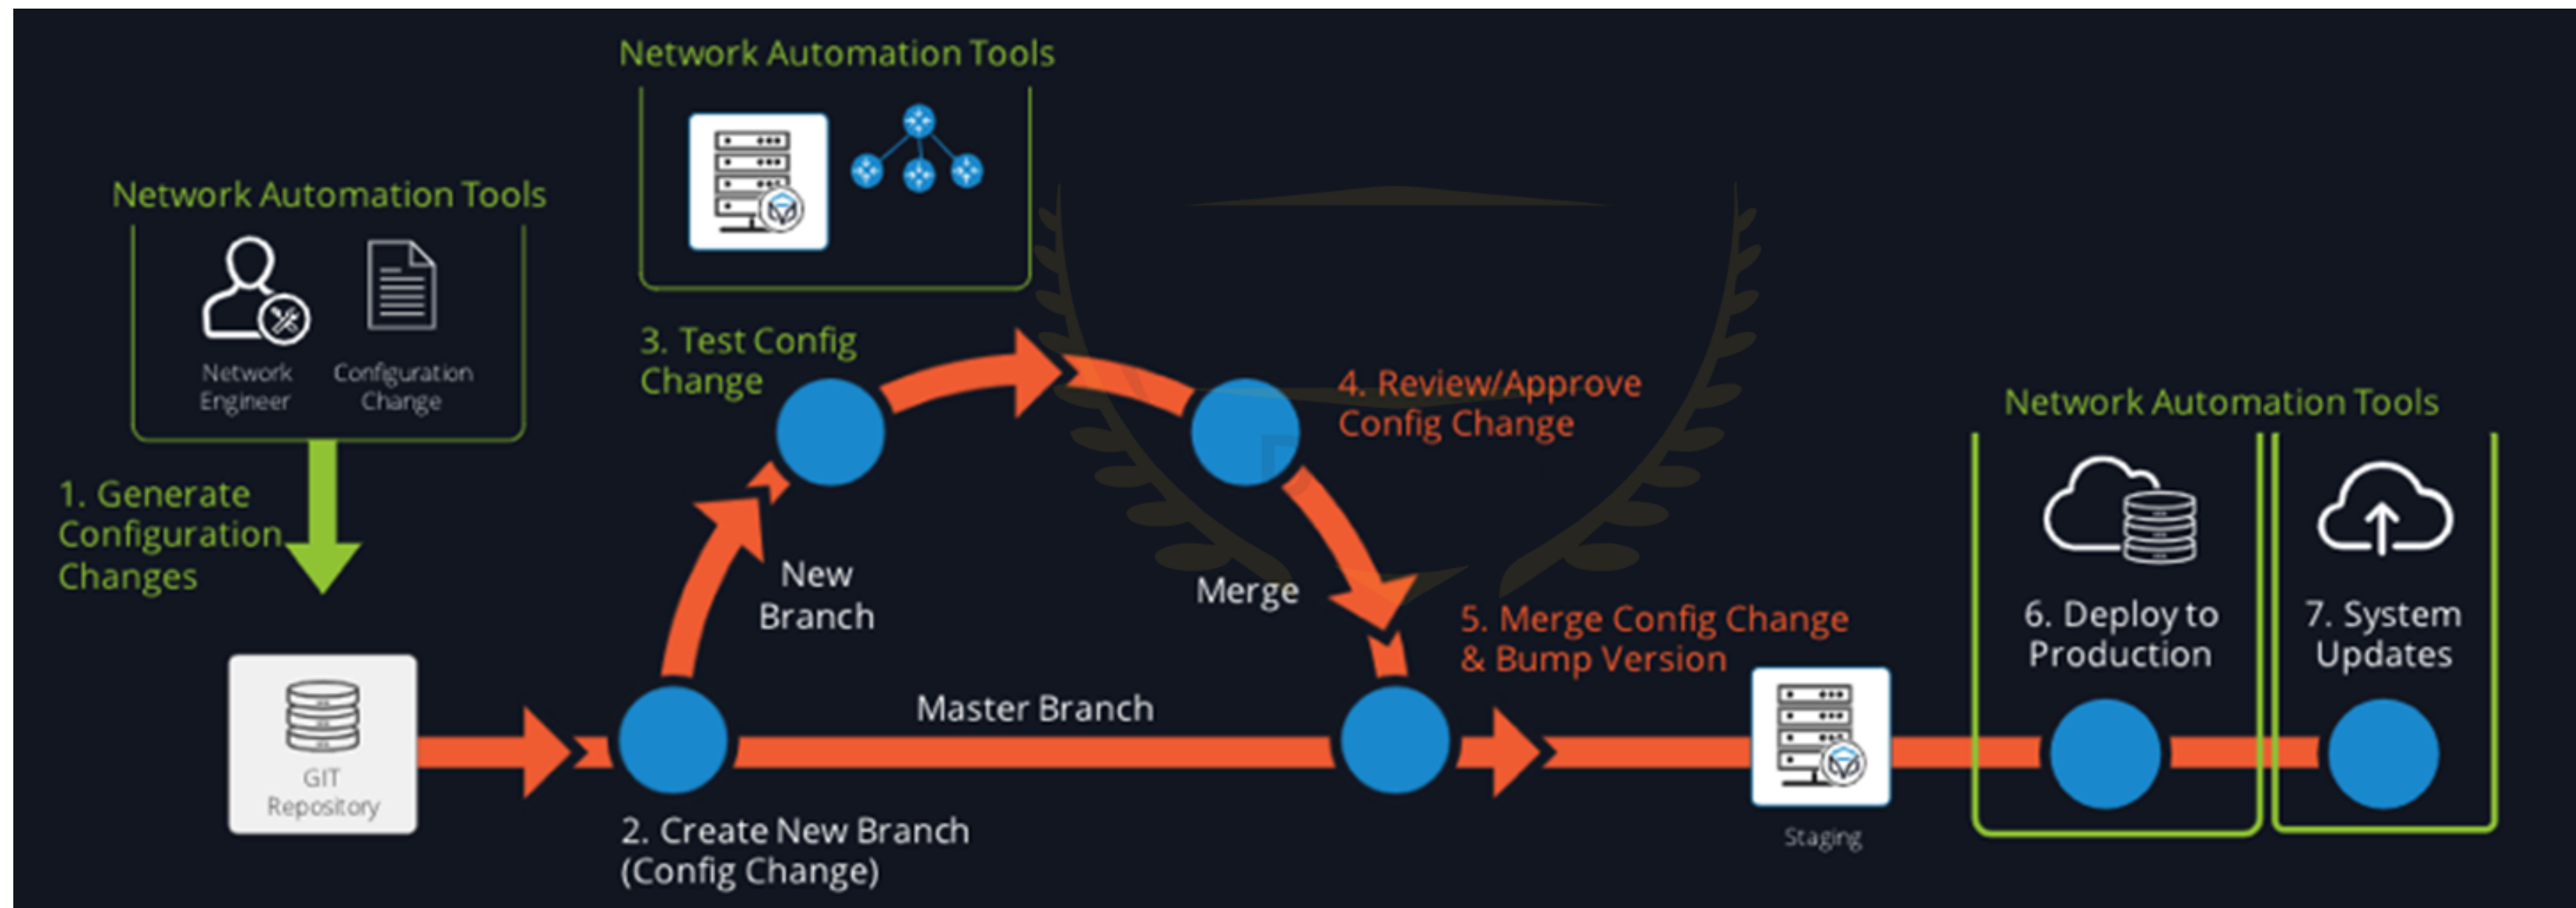 Network Automation Tools
Network Automation Tools
Network
Engineer
Configuration
Change
3. Test Config
Change
4. Review/Approve
Config Change
Network Automation Tools
1. Generate
Configuration
Changes
New
Branch
Merge
5. Merge Config Change
& Bump Version
6. Deploy to
Production
7. System
Updates
Master Branch
GIT
Repository
2. Create New Branch
(Config Change)
Staging